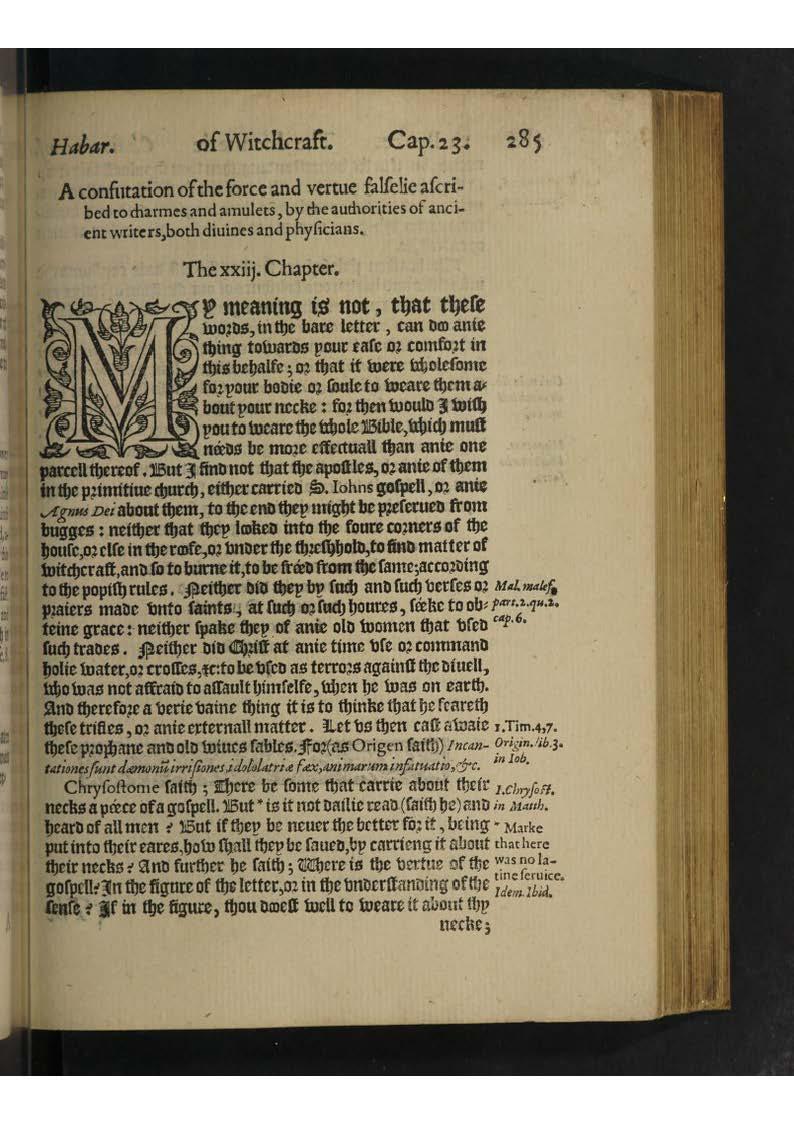 Habar. of Witchcraft. Cap. 23. 285
A confutation of the force and vertue falſelie aſcri-
bed to charmes and amulets, by the authorities of anci-
ent writers, both diuines and phyſicians.
The xxiij. Chapter.
MY meaning is not, that theſe
words, in the bare letter, can doo anie
thing towards your eaſe or comfort in
this behalfe; or that it were wholeſome
for your bodie or ſoule to weare them a-
bout your necke: for then would I wiſh
you to weare the whole Bible, which muſt
néeds be more effectuall than anie one
parcell thereof. But I find not that the apoſtles, or anie of them
in the primitiue church, either carried S. Iohns goſpell, or anie
Agnus Dei about them, to the end they might be preſerued from
bugges: neither that they looked into the foure corners of the
houſe, or elſe in the roofe, or vnder the threſhhold, to find matter of
witchcraft, and ſo to burne it, to be fréed from the ſame; according
to the popiſh rules. Neither did they by ſuch and ſuch verſes or
praiers made vnto ſaints, at ſuch or ſuch houres, ſéeke to ob-
teine grace: neither ſpake they of anie old women that vſed
ſuch trades. Neither did Chriſt at anie time vſe or command
holie water, or croſſes, &c: to be vſed as terrors againſt the diuell,
who was not affraid to aſſault himſelfe, when he was on earth.
And therefore a verie vaine thing it is to thinke that he feareth
theſe trifles, or anie externall matter. Let vs then caſt awaie
theſe prophane and old wiues fables. For (as Origen ſaith) Incan-
tationes ſunt dæmonũ irriſiones, idololatriæ fæx, animarum infatuatio, &c.
Chryſoſtome ſaith; There be ſome that carrie about their
necks a péece of a goſpell. But * is it not dailie read (ſaith he) and
heard of all men? But if they be neuer the better for it, being
put into their eares, how ſhall they be ſaued, by carrieng it about
their necks? And further he ſaith; Where is the vertue of the
goſpell? In the figure of the letter, or in the vnderſtanding of the
ſenſe? If in the figure, thou dooeſt well to weare it about thy
necke;
Mal. malef.
part. 2. qu. 2.
cap. 6.
1. Tim. 4, 7.
Origin. lib. 3.
in Iob.
1. Chryſoſt.
in Matth.
* Marke
that here
was no la-
tine ſeruice.
Idem. Ibid.